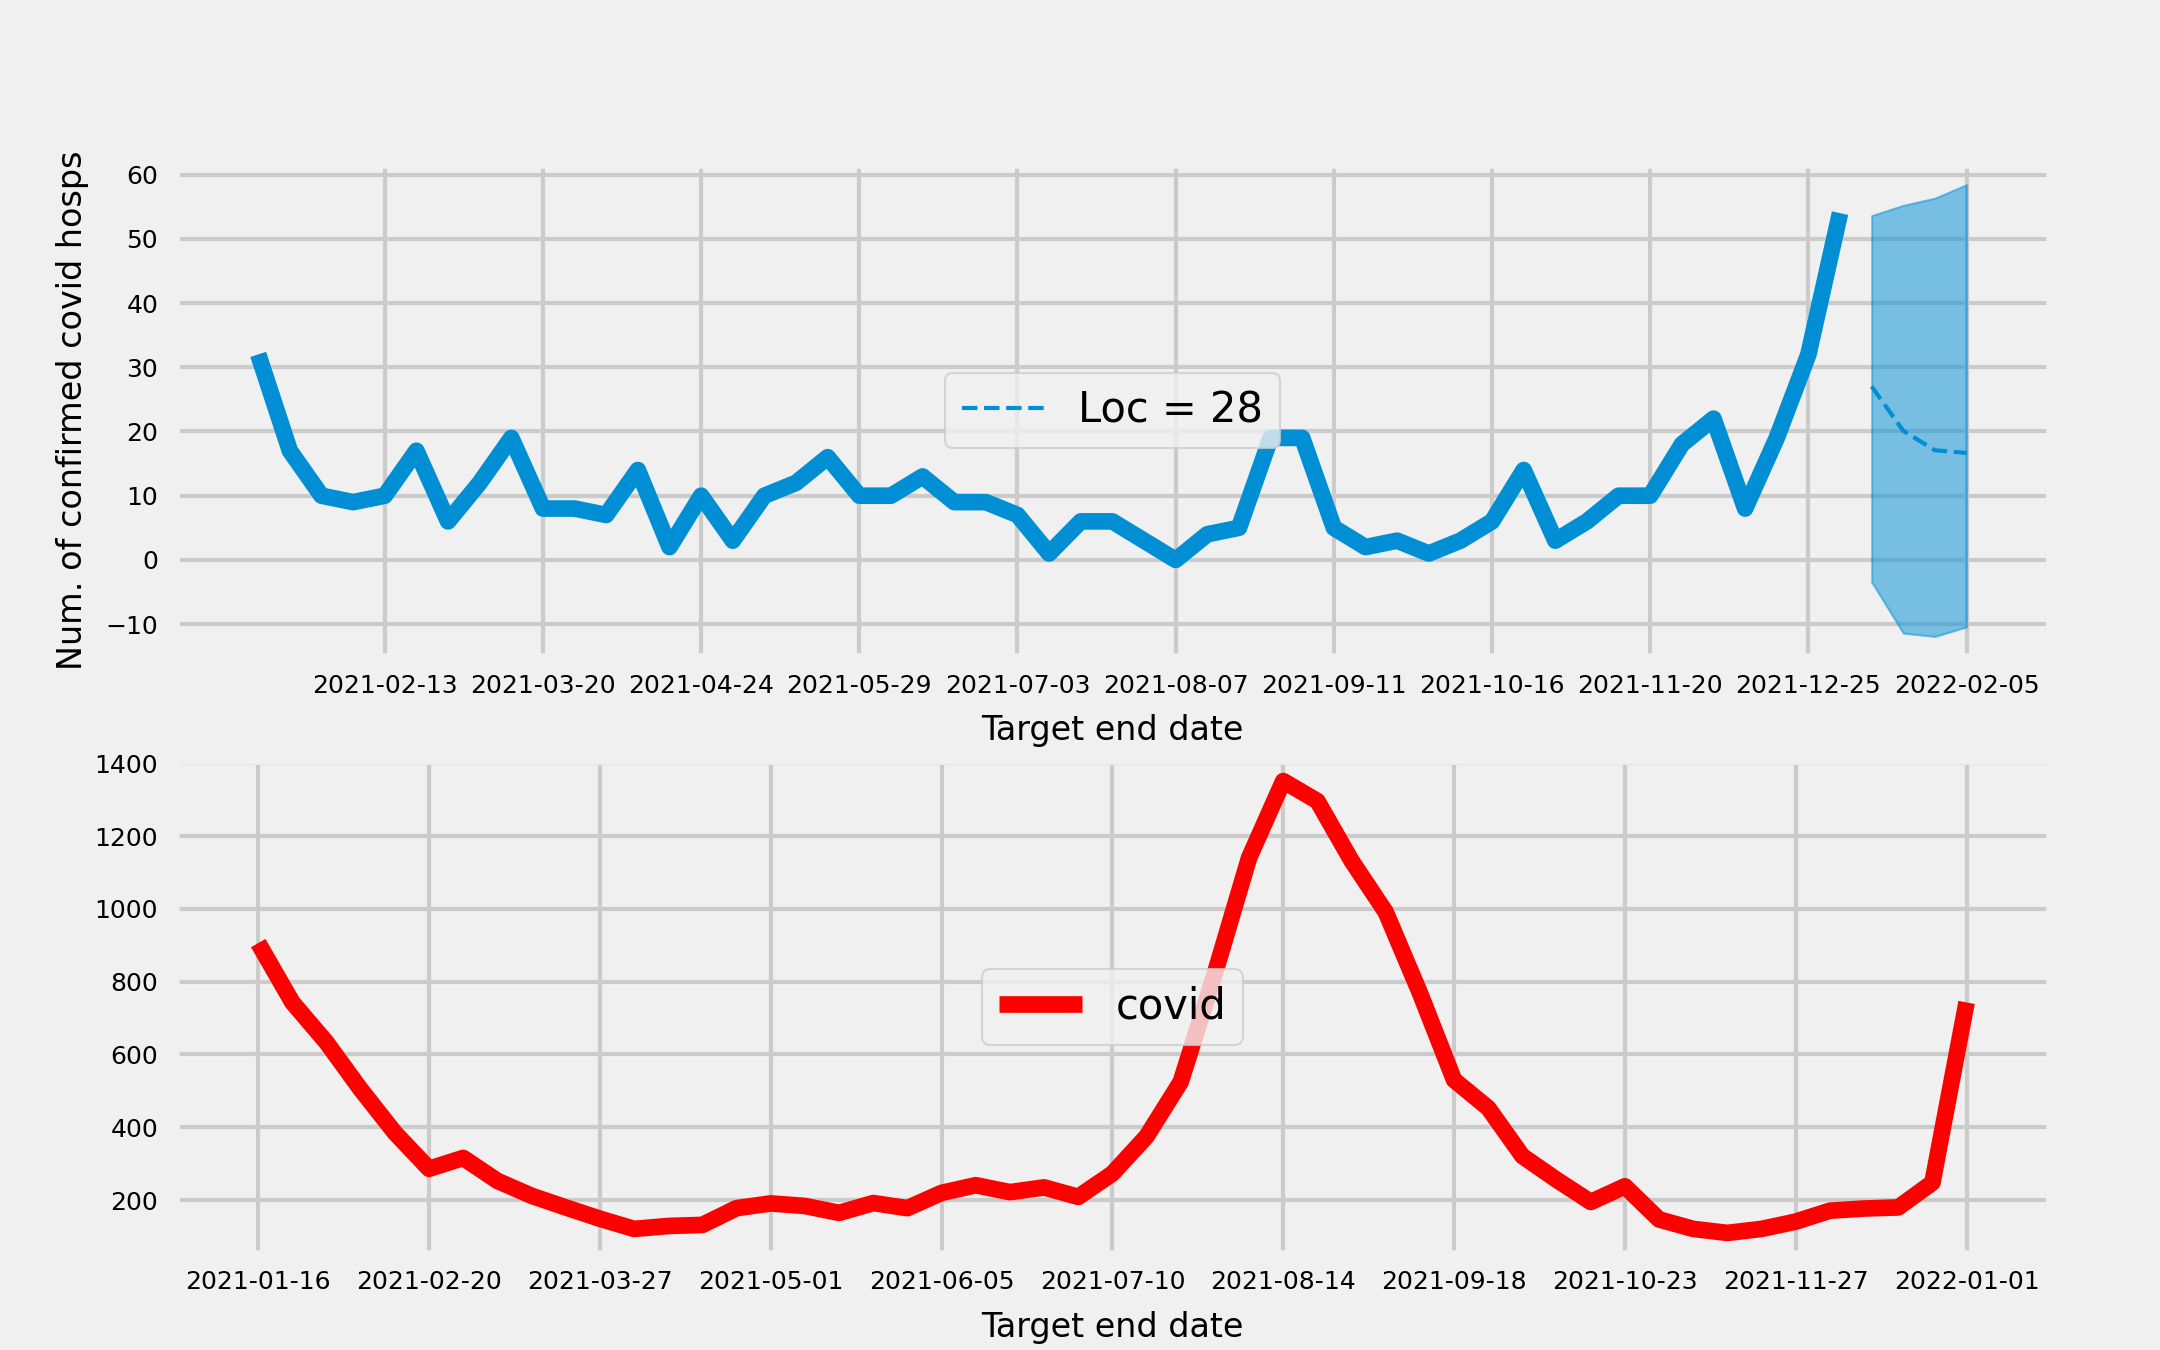 Num. of confirmed covid hosps
60
50
40
30
20
10
0
−10
Loc = 28
2021-02-13 2021-03-20 2021-04-24 2021-05-29 2021-07-03 2021-08-07 2021-09-11 2021-10-16 2021-11-20 2021-12-25 2022-02-05
Target end date
1400
1200
1000
800
600
400
200
covid
2021-01-16 2021-02-20 2021-03-27 2021-05-01 2021-06-05 2021-07-10 2021-08-14 2021-09-18 2021-10-23 2021-11-27 2022-01-01
Target end date